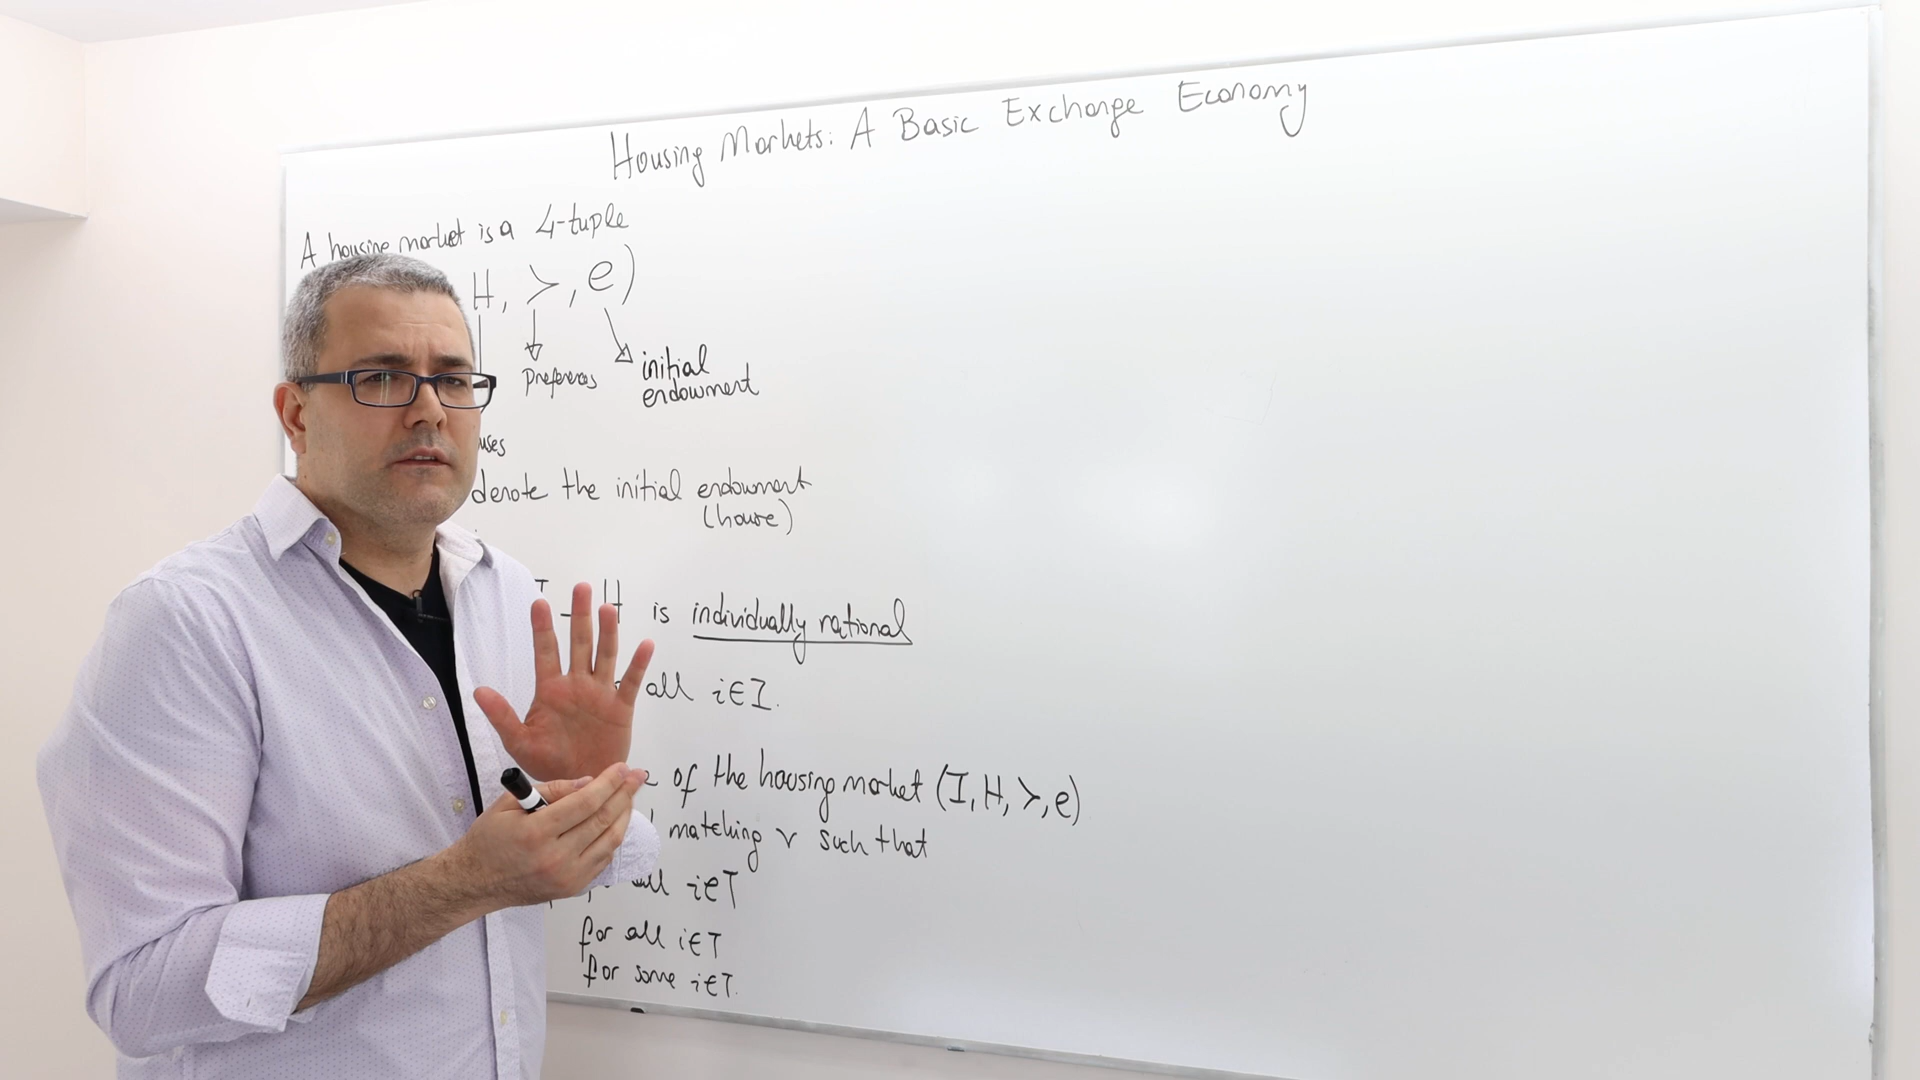 Housing Markets: A Basic Exchange Economy
A housing market is a 4-tuple
H, >, e)
Preferences
initial
endowment
uses
denote the initial endowment
(house)
I H is individually rational
all i∈I.
of the housing market (I, H, >, e)
matching v such that
all i∈T
for all i∈T
for some i∈T.